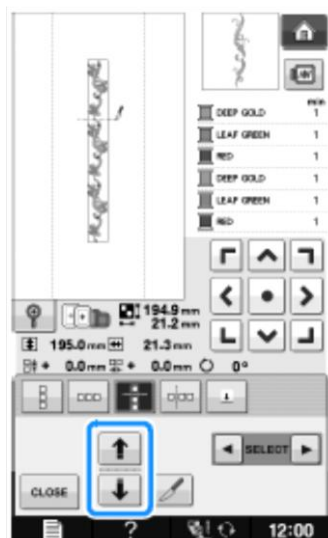 min
DEEP GOLD 1
LEAF GREEN 1
RED 1
DEEP GOLD 1
LEAF GREEN 1
RED 1
194.9 mm
21.2 mm
195.0 mm 21.3 mm
0.0 mm 0.0 mm 0°
SELECT
CLOSE
? 12:00